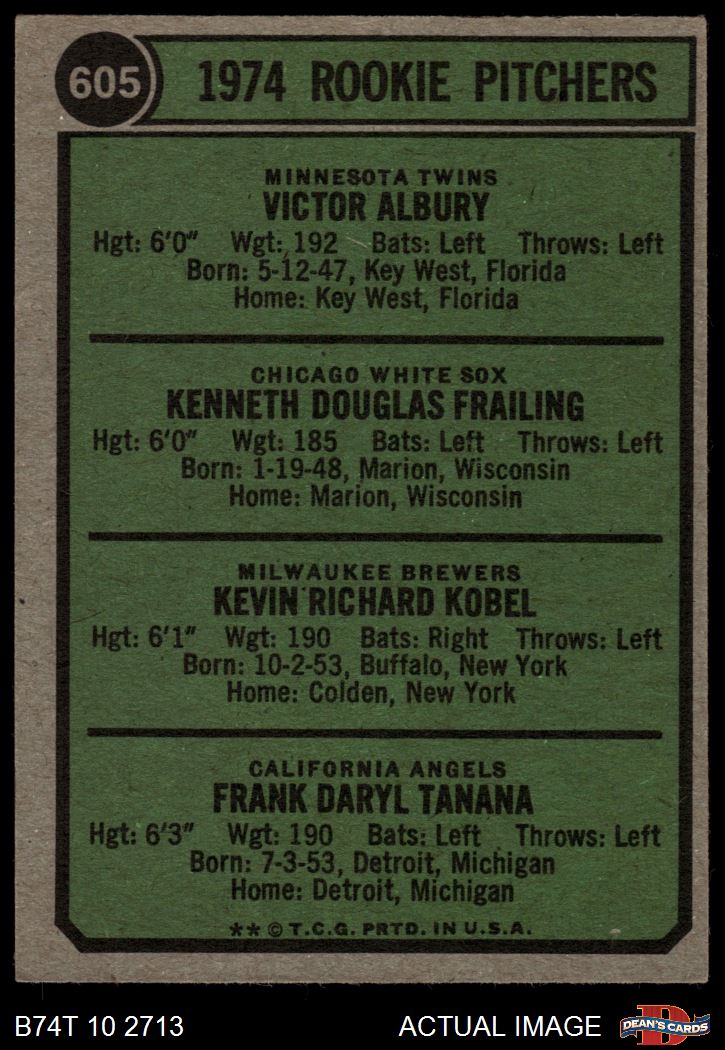 605
1974 ROOKIE PITCHERS
MINNESOTA TWINS
VICTOR ALBURY
Hgt: 6'0" Wgt: 192 Bats: Left Throws: Left
Born: 5-12-47, Key West, Florida
Home: Key West, Florida
CHICAGO WHITE SOX
KENNETH DOUGLAS FRAILING
Hgt: 6'0" Wgt: 185 Bats: Left Throws: Left
Born: 1-19-48, Marion, Wisconsin
Home: Marion, Wisconsin
MILWAUKEE BREWERS
KEVIN RICHARD KOBEL
Hgt: 6'1" Wgt: 190 Bats: Right Throws: Left
Born: 10-2-53, Buffalo, New York
Home: Colden, New York
CALIFORNIA ANGELS
FRANK DARYL TANANA
Hgt: 6'3" Wgt: 190 Bats: Left Throws: Left
Born: 7-3-53, Detroit, Michigan
Home: Detroit, Michigan
** © T.C.G. PRTD. IN U.S.A.
B74T 10 2713
ACTUAL IMAGE
D
DEAN'S CARDS